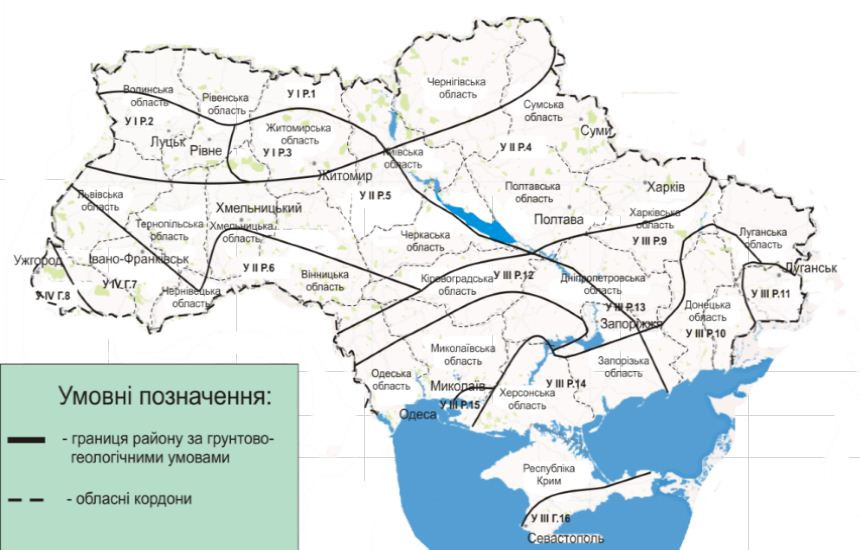 Чернігівська
область
Волинська
область
Рівенська
область
У І Р.1
Сумська
область
У І Р.2
Житомирська
область
Суми
Луцьк
Рівне
У І Р.3
Київська
область
У ІІ Р.4
Житомир
Львівська
область
У ІІ Р.5
Полтавська
область
Харків
Хмельницький
Полтава
Харківська
область
Тернопільська
область
Хмельницька
область
Черкаська
область
У ІІІ Р.9
Луганська
область
Ужгород
Івано-Франківськ
У ІІ Р.6
Вінницька
область
Кіровоградська
область
У ІІІ Р.12
Дніпропетровська
область
Луганськ
У ІV Г.8
У ІV Г.7
Чернівецька
область
У ІІІ Р.11
У ІІІ Р.13
Донецька
область
Запоріжжя
У ІІІ Р.10
Миколаївська
область
Запорізька
область
Одеська
область
Миколаїв
Херсонська
область
У ІІІ Р.14
У ІІІ Р.15
Одеса
Умовні позначення:
- границя району за грунтово-
геологічними умовами
- обласні кордони
Республіка
Крим
У ІІІ Г.16
Севастополь